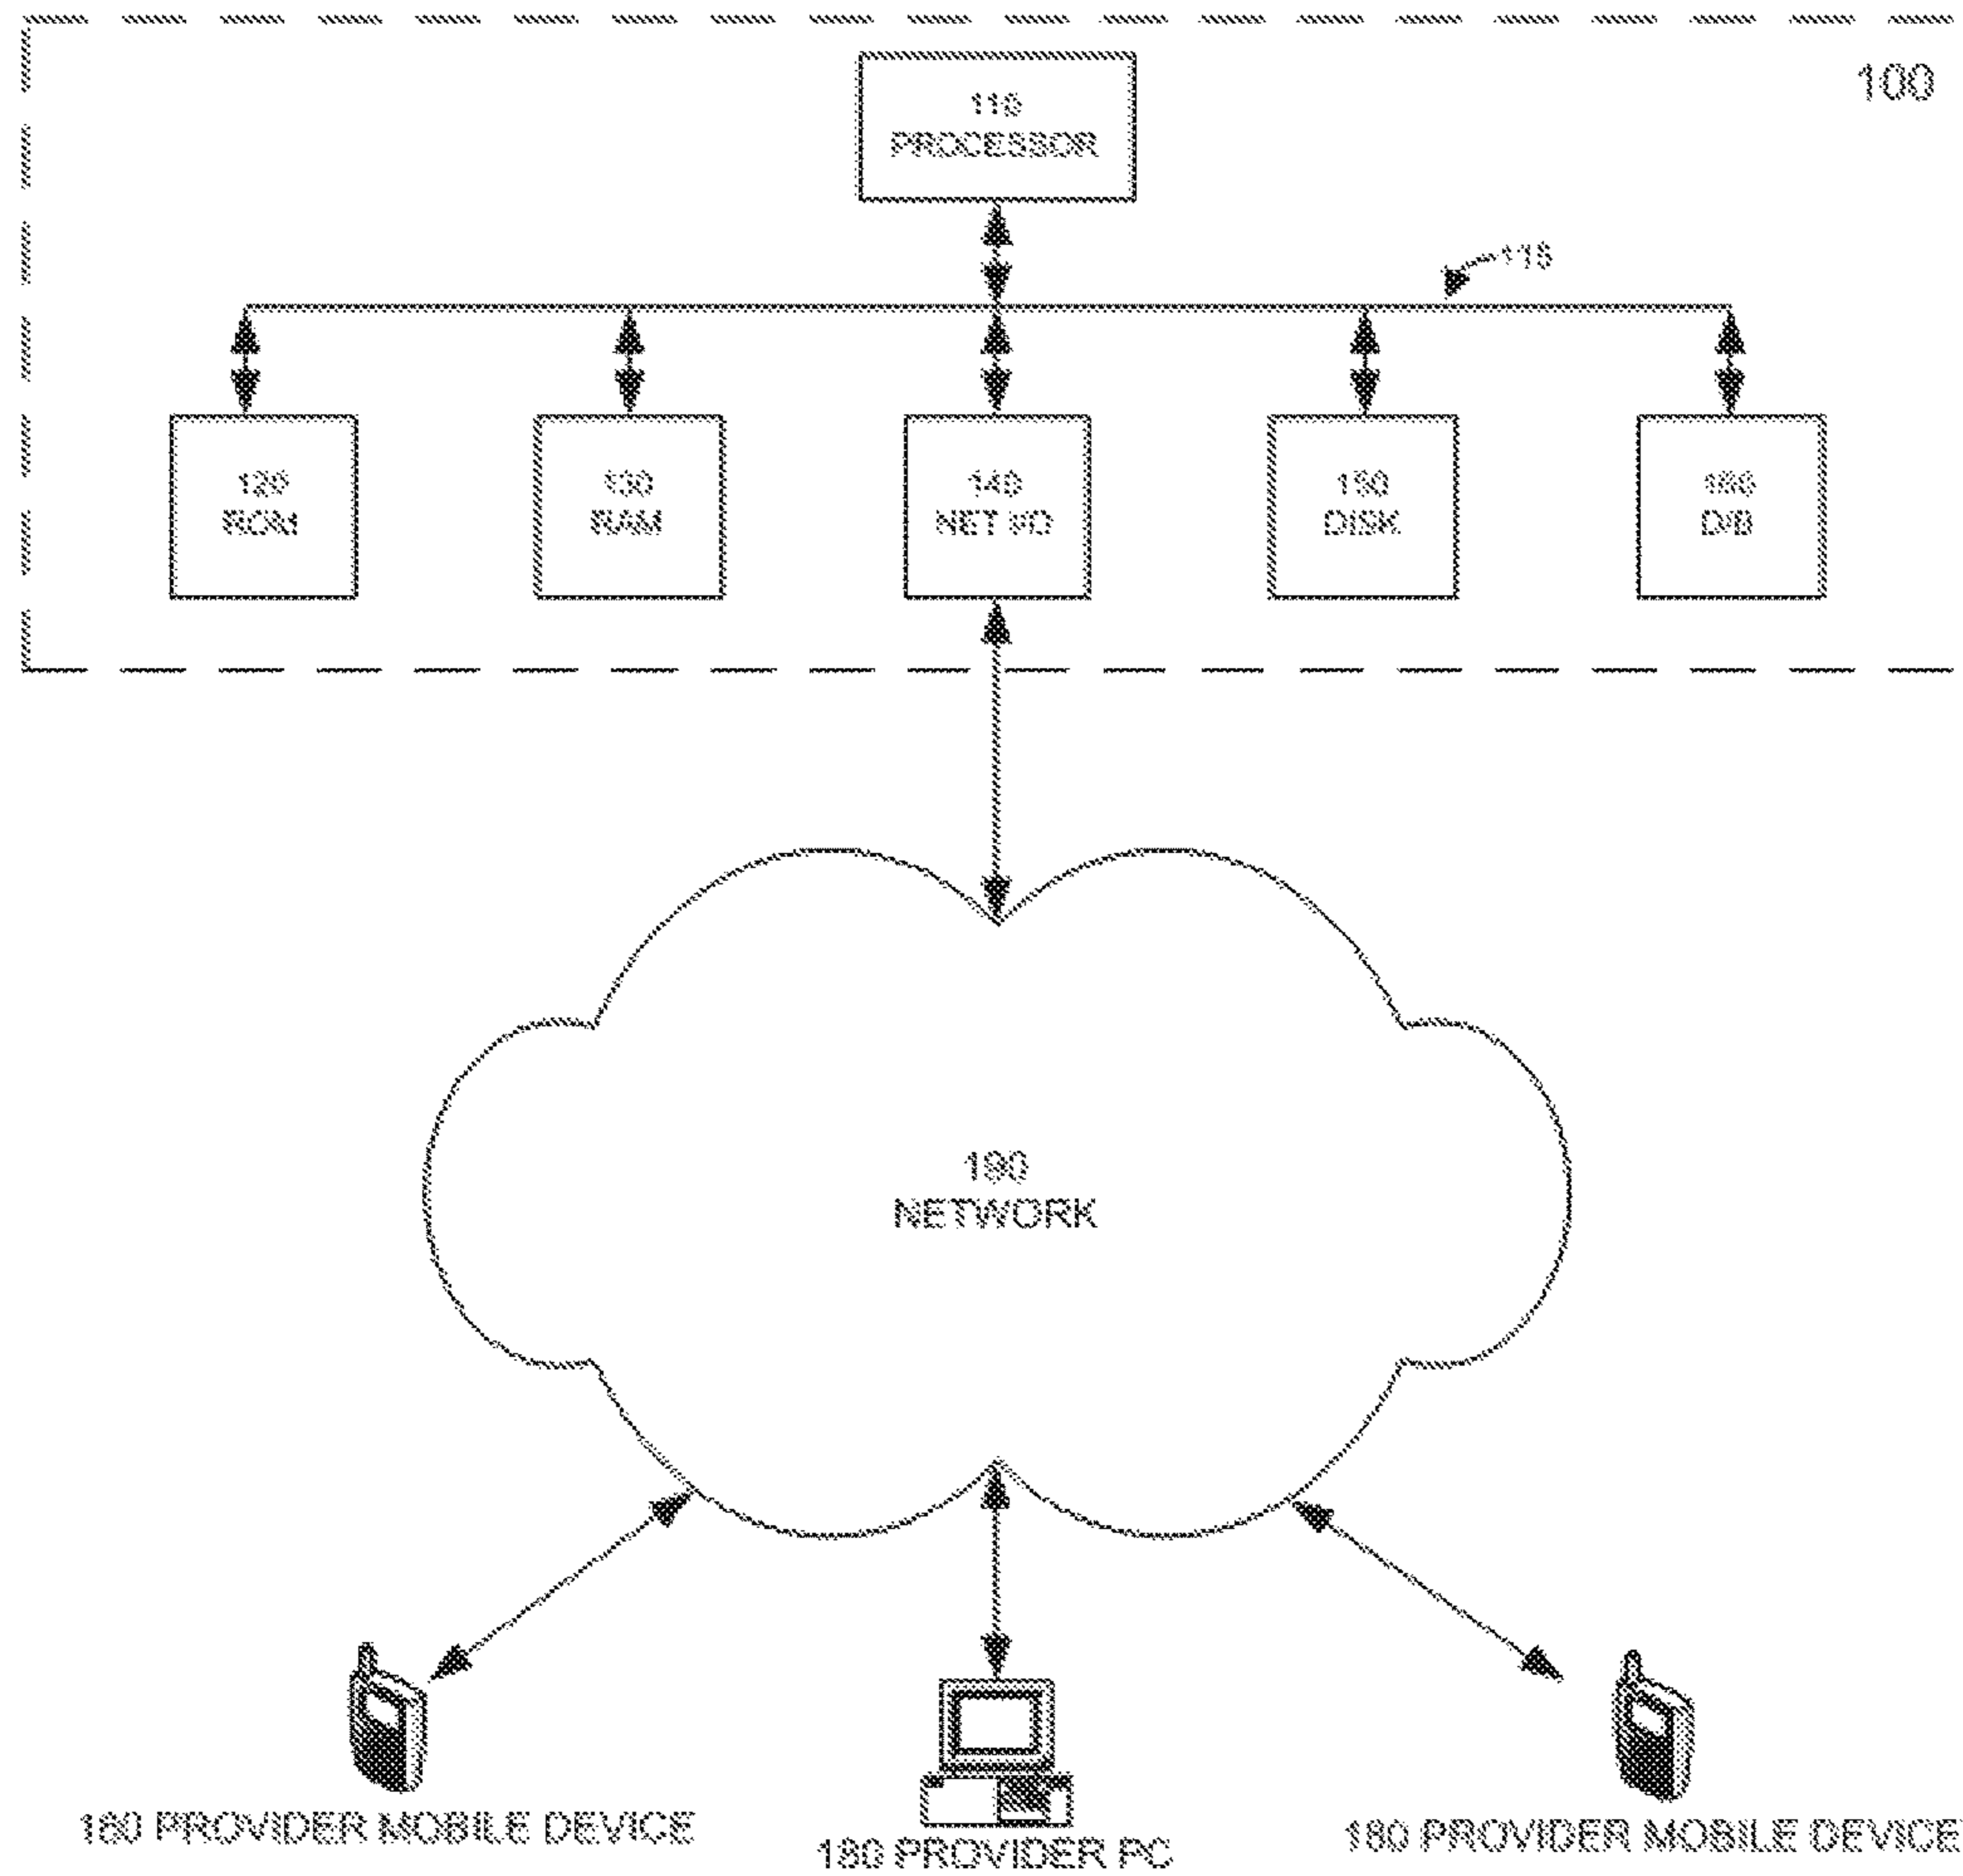 100
110
PROCESSOR
115
120
ROM
130
RAM
140
NET I/O
150
DISK
160
D/B
190
NETWORK
180 PROVIDER MOBILE DEVICE
180 PROVIDER PC
180 PROVIDER MOBILE DEVICE